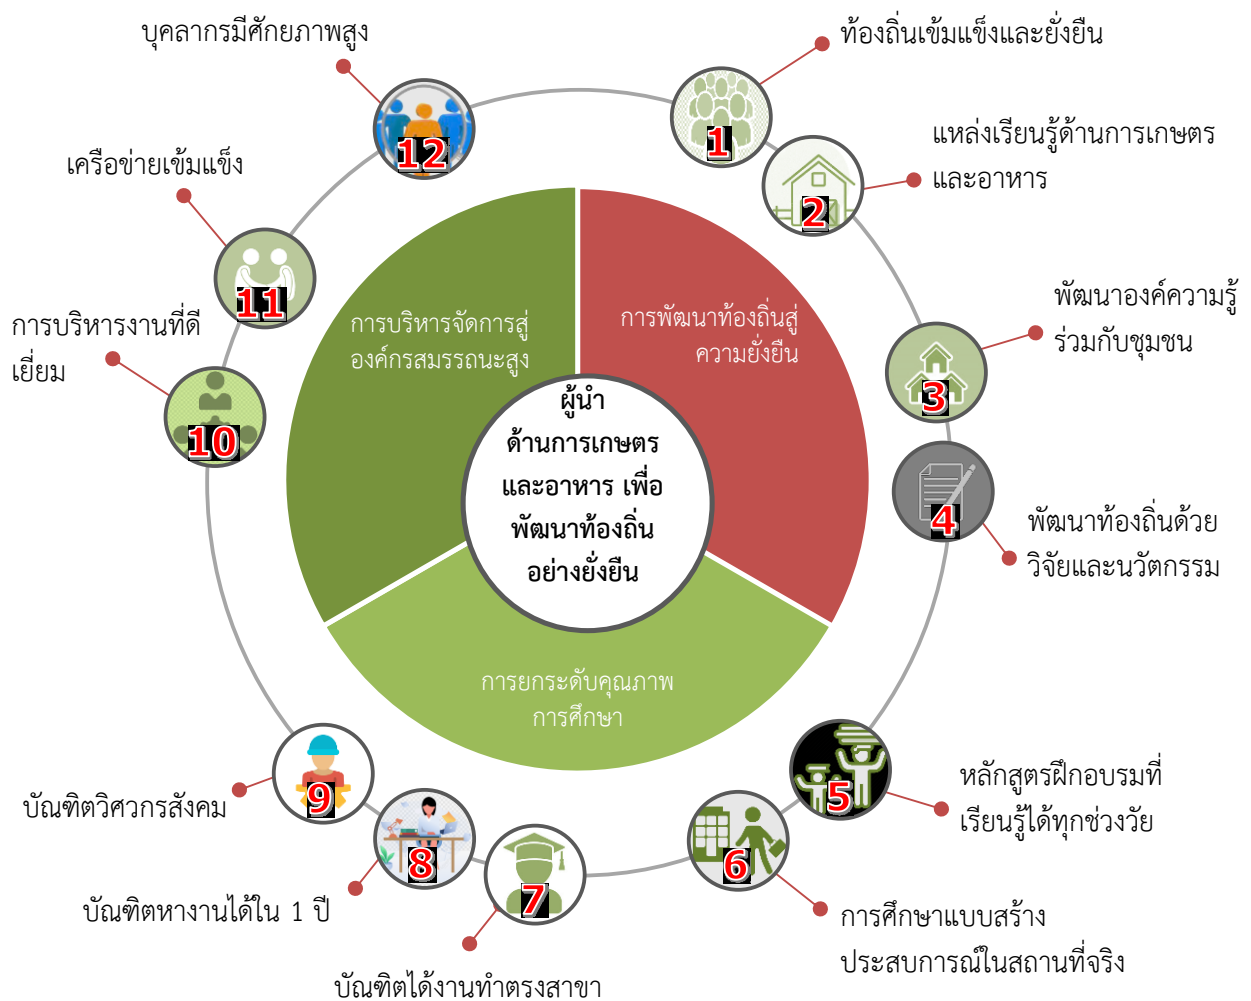 บุคลากรมีศักยภาพสูง
12
ท้องถิ่นเข้มแข็งและยั่งยืน
1
แหล่งเรียนรู้ด้านการเกษตร
และอาหาร
2
เครือข่ายเข้มแข็ง
11
การบริหารงานที่ดี
เยี่ยม
10
พัฒนาองค์ความรู้
ร่วมกับชุมชน
3
การบริหารจัดการสู่
องค์กรสมรรถนะสูง
การพัฒนาท้องถิ่นสู่
ความยั่งยืน
ผู้นำ
ด้านการเกษตร
และอาหาร เพื่อ
พัฒนาท้องถิ่น
อย่างยั่งยืน
4
พัฒนาท้องถิ่นด้วย
วิจัยและนวัตกรรม
การยกระดับคุณภาพ
การศึกษา
5
หลักสูตรฝึกอบรมที่
เรียนรู้ได้ทุกช่วงวัย
9
บัณฑิตวิศวกรสังคม
8
บัณฑิตหางานได้ใน 1 ปี
7
บัณฑิตได้งานทำตรงสาขา
6
การศึกษาแบบสร้าง
ประสบการณ์ในสถานที่จริง